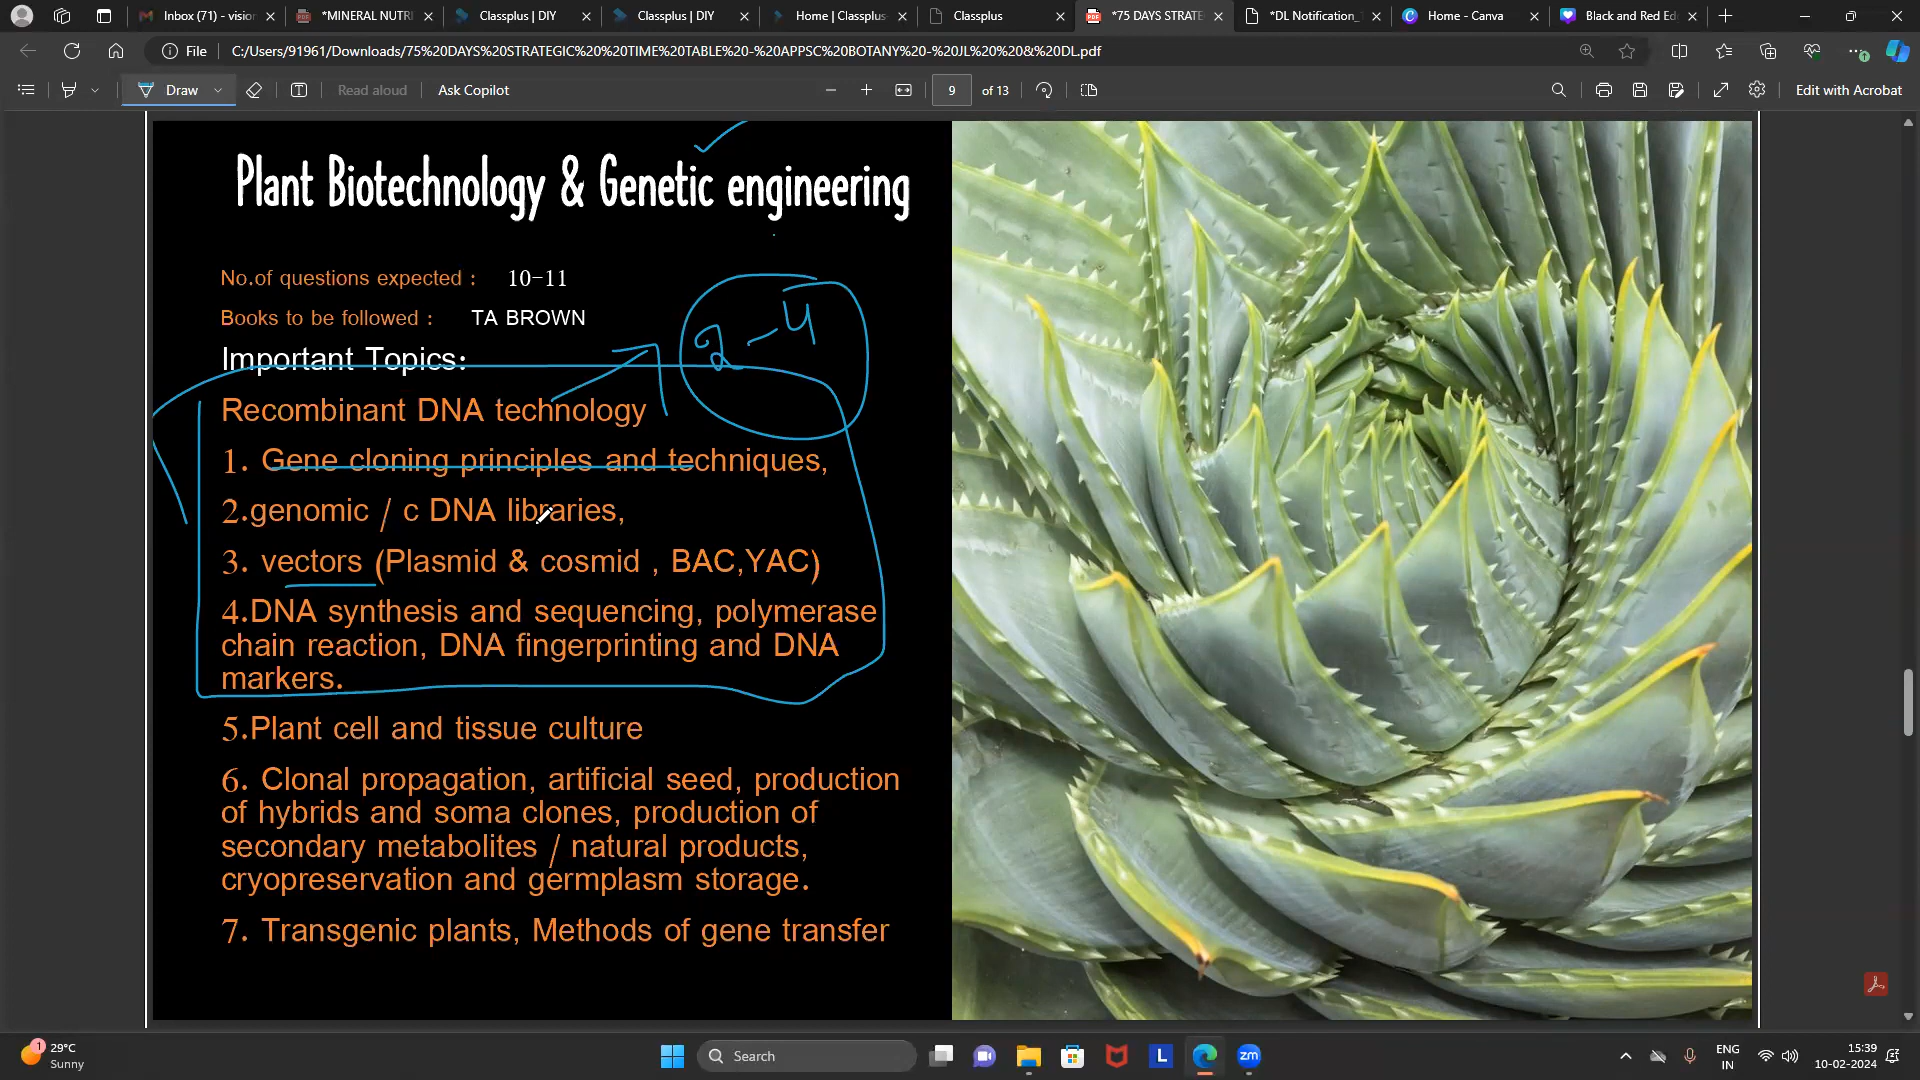 Inbox (71) - vision
*MINERAL NUTRI
Classplus | DIY
Classplus | DIY
Home | Classplus
Classplus
*75 DAYS STRATE
*DL Notification_
Home - Canva
Black and Red Ed
File
C:/Users/91961/Downloads/75%20DAYS%20STRATEGIC%20%20TIME%20TABLE%20-%20APPSC%20BOTANY%20-%20JL%20%20&%20DL.pdf
Draw
Read aloud
Ask Copilot
9 of 13
Edit with Acrobat
Plant Biotechnology & Genetic engineering
No.of questions expected : 10-11
Books to be followed : TA BROWN
2-4
Important Topics:
Recombinant DNA technology
1. Gene cloning principles and techniques,
2.genomic / c DNA libraries,
3. vectors (Plasmid & cosmid , BAC,YAC)
4.DNA synthesis and sequencing, polymerase
chain reaction, DNA fingerprinting and DNA
markers.
5.Plant cell and tissue culture
6. Clonal propagation, artificial seed, production
of hybrids and soma clones, production of
secondary metabolites / natural products,
cryopreservation and germplasm storage.
7. Transgenic plants, Methods of gene transfer
1
29°C
Sunny
Search
L
zm
ENG
IN
15:39
10-02-2024